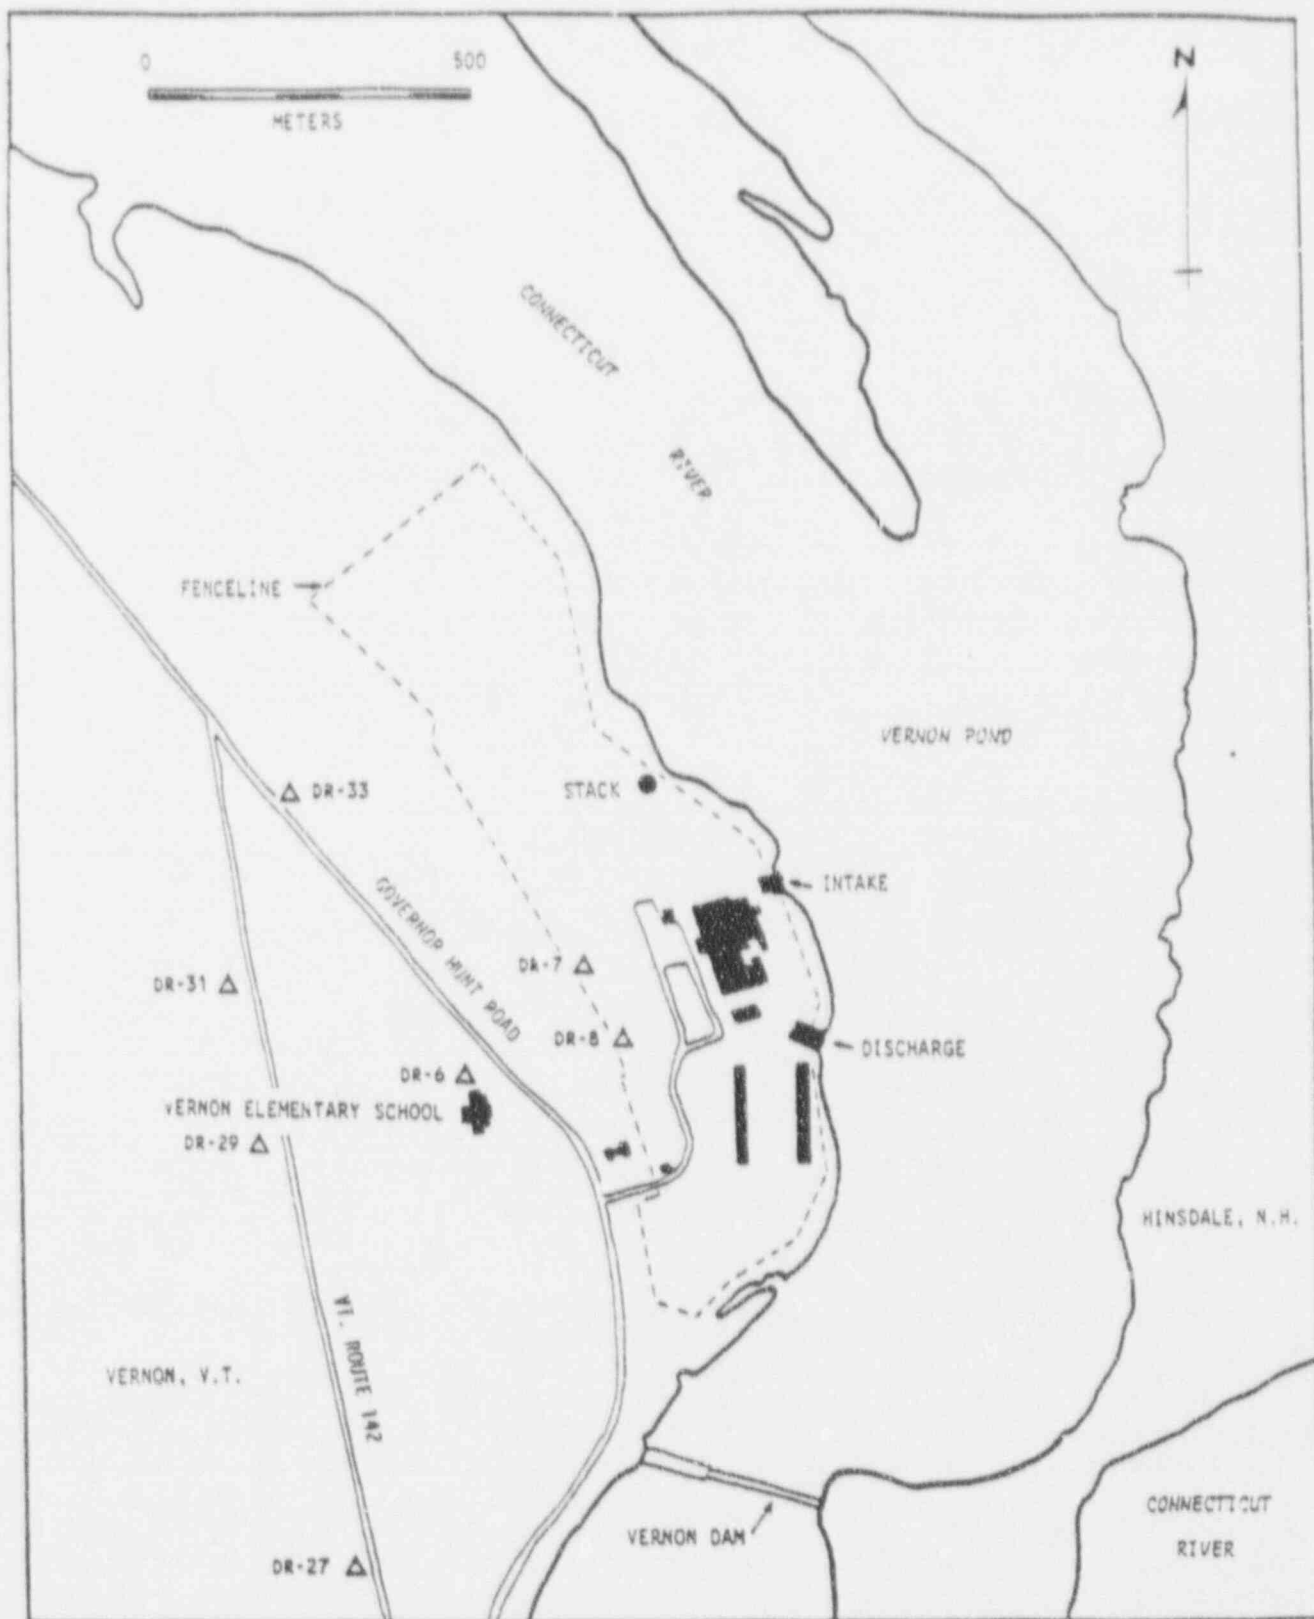 0 500
METERS
N
CONNECTICUT
RIVER
FENCELINE
VERNON POND
STACK
DR-33
INTAKE
GOVERNOR HUNT ROAD
DR-7
DR-31
DR-8
DISCHARGE
DR-6
VERNON ELEMENTARY SCHOOL
DR-29
HINSDALE, N.H.
VT. ROUTE 142
VERNON, V.T.
CONNECTICUT
RIVER
VERNON DAM
DR-27